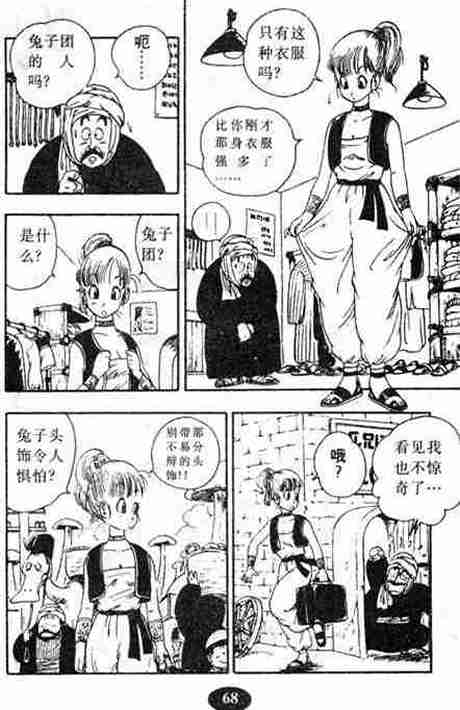 只有这
种衣服
吗?
比你刚才
那身衣服
强多了
……
!!
呃
……
兔子团
的人
吗?
兔子
团?
是什
么?
看见我
也不惊
奇了…
哦?
别带那
不易分
辩的头
饰!!
兔子头
饰令人
惧怕?
68